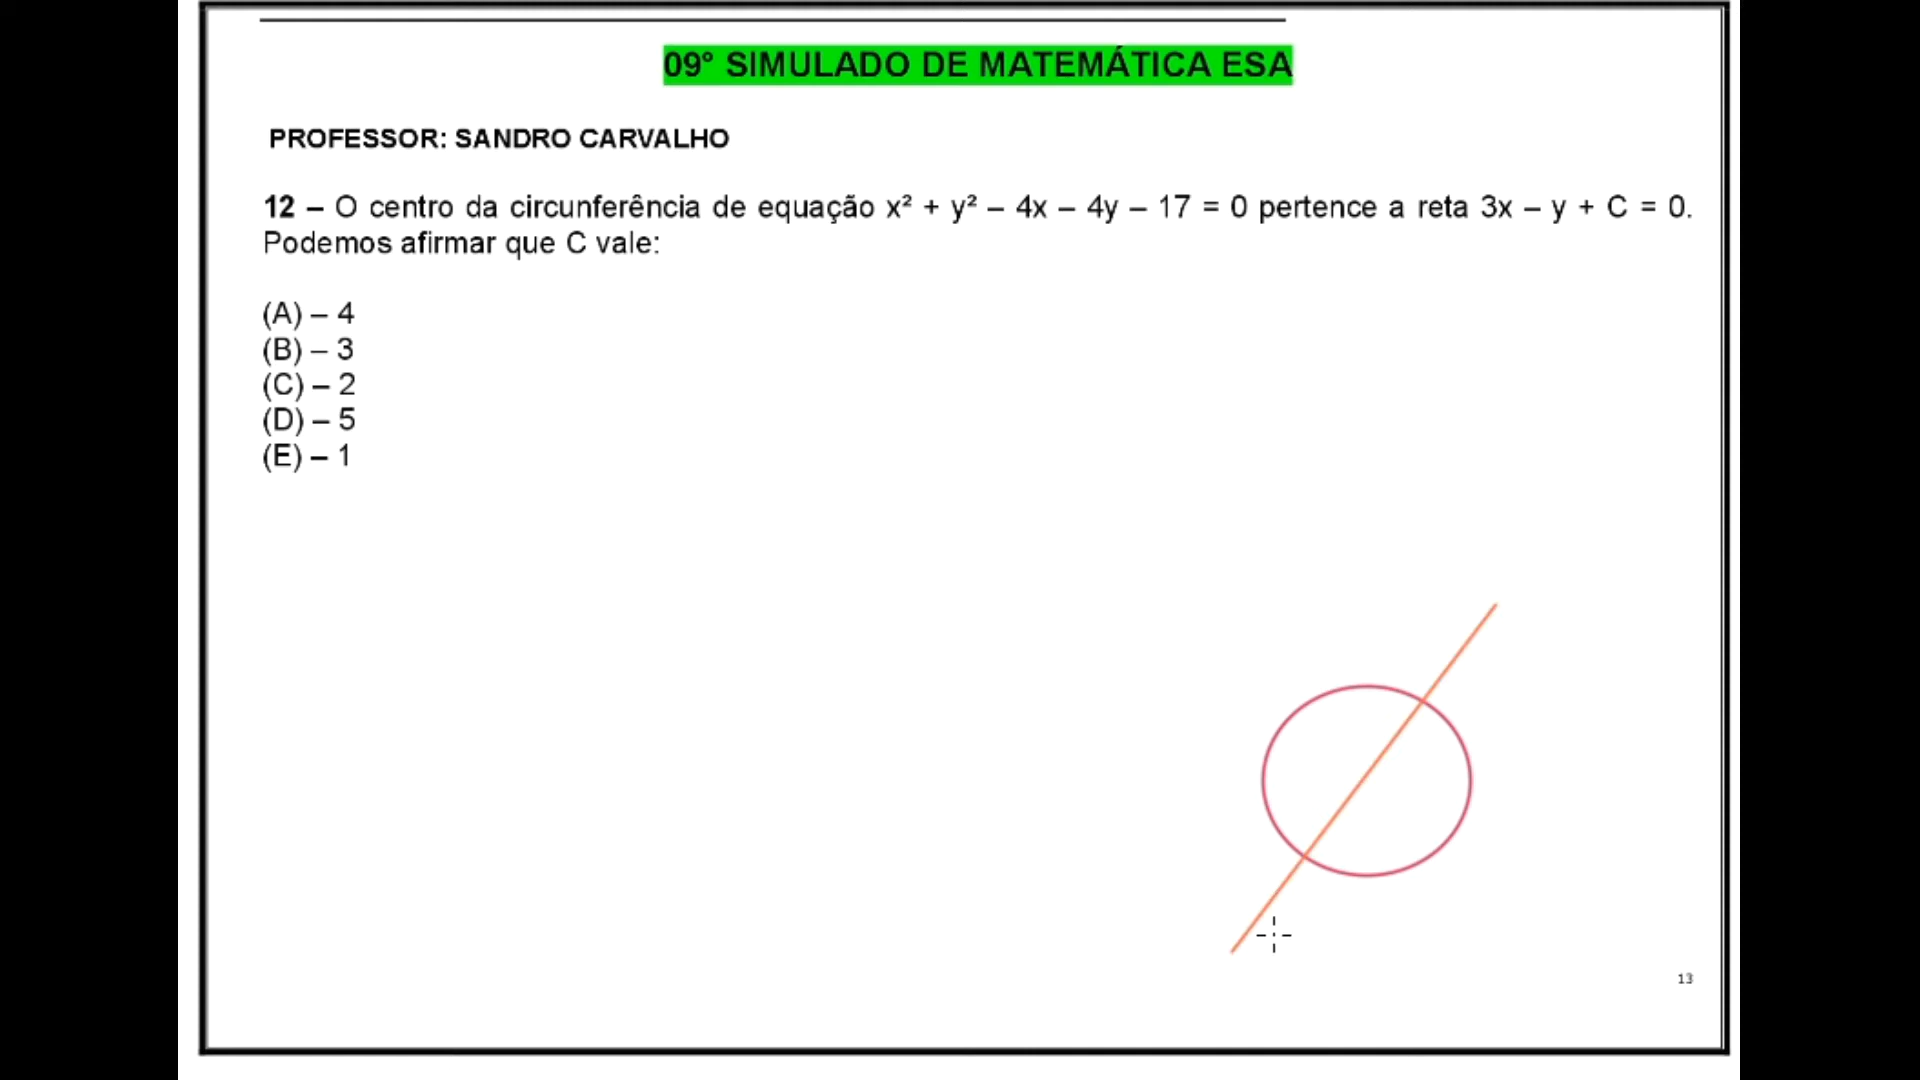 09° SIMULADO DE MATEMÁTICA ESA
PROFESSOR: SANDRO CARVALHO
12 – O centro da circunferência de equação x² + y² – 4x – 4y – 17 = 0 pertence a reta 3x – y + C = 0.
Podemos afirmar que C vale:
(A) – 4
(B) – 3
(C) – 2
(D) – 5
(E) – 1
13